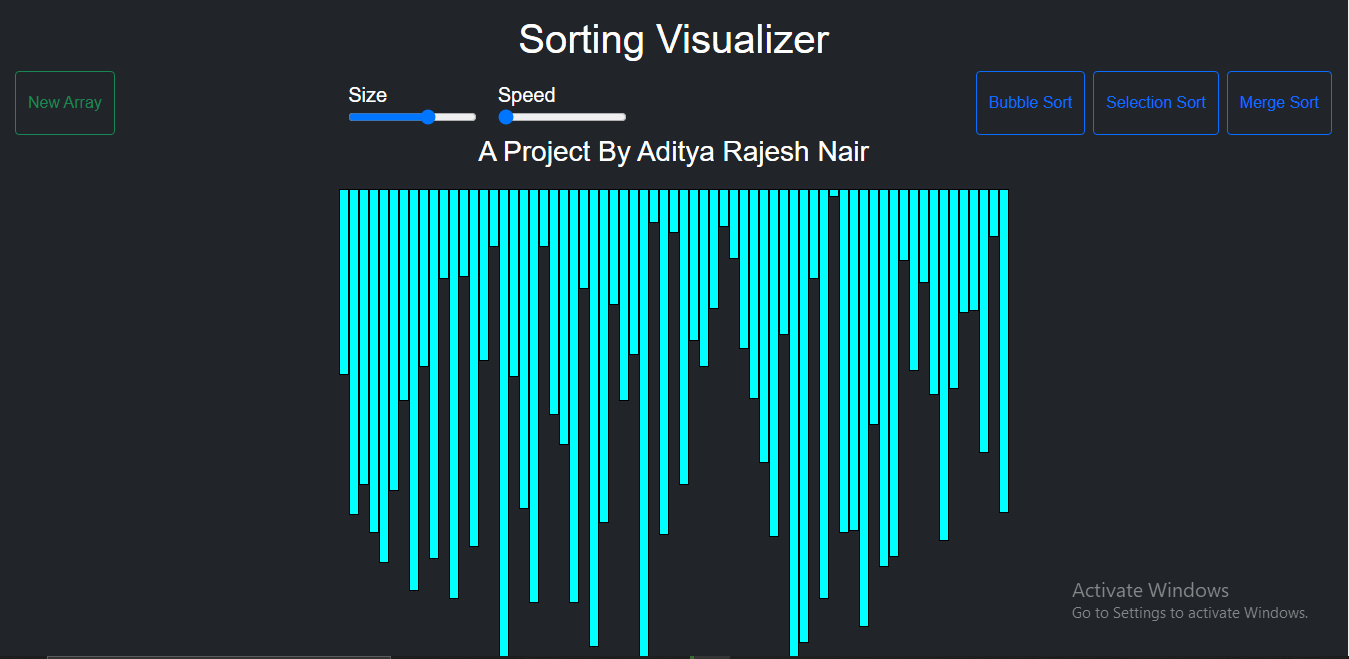 Sorting Visualizer
New Array
Size
Speed
Bubble Sort
Selection Sort
Merge Sort
A Project By Aditya Rajesh Nair
Activate Windows
Go to Settings to activate Windows.